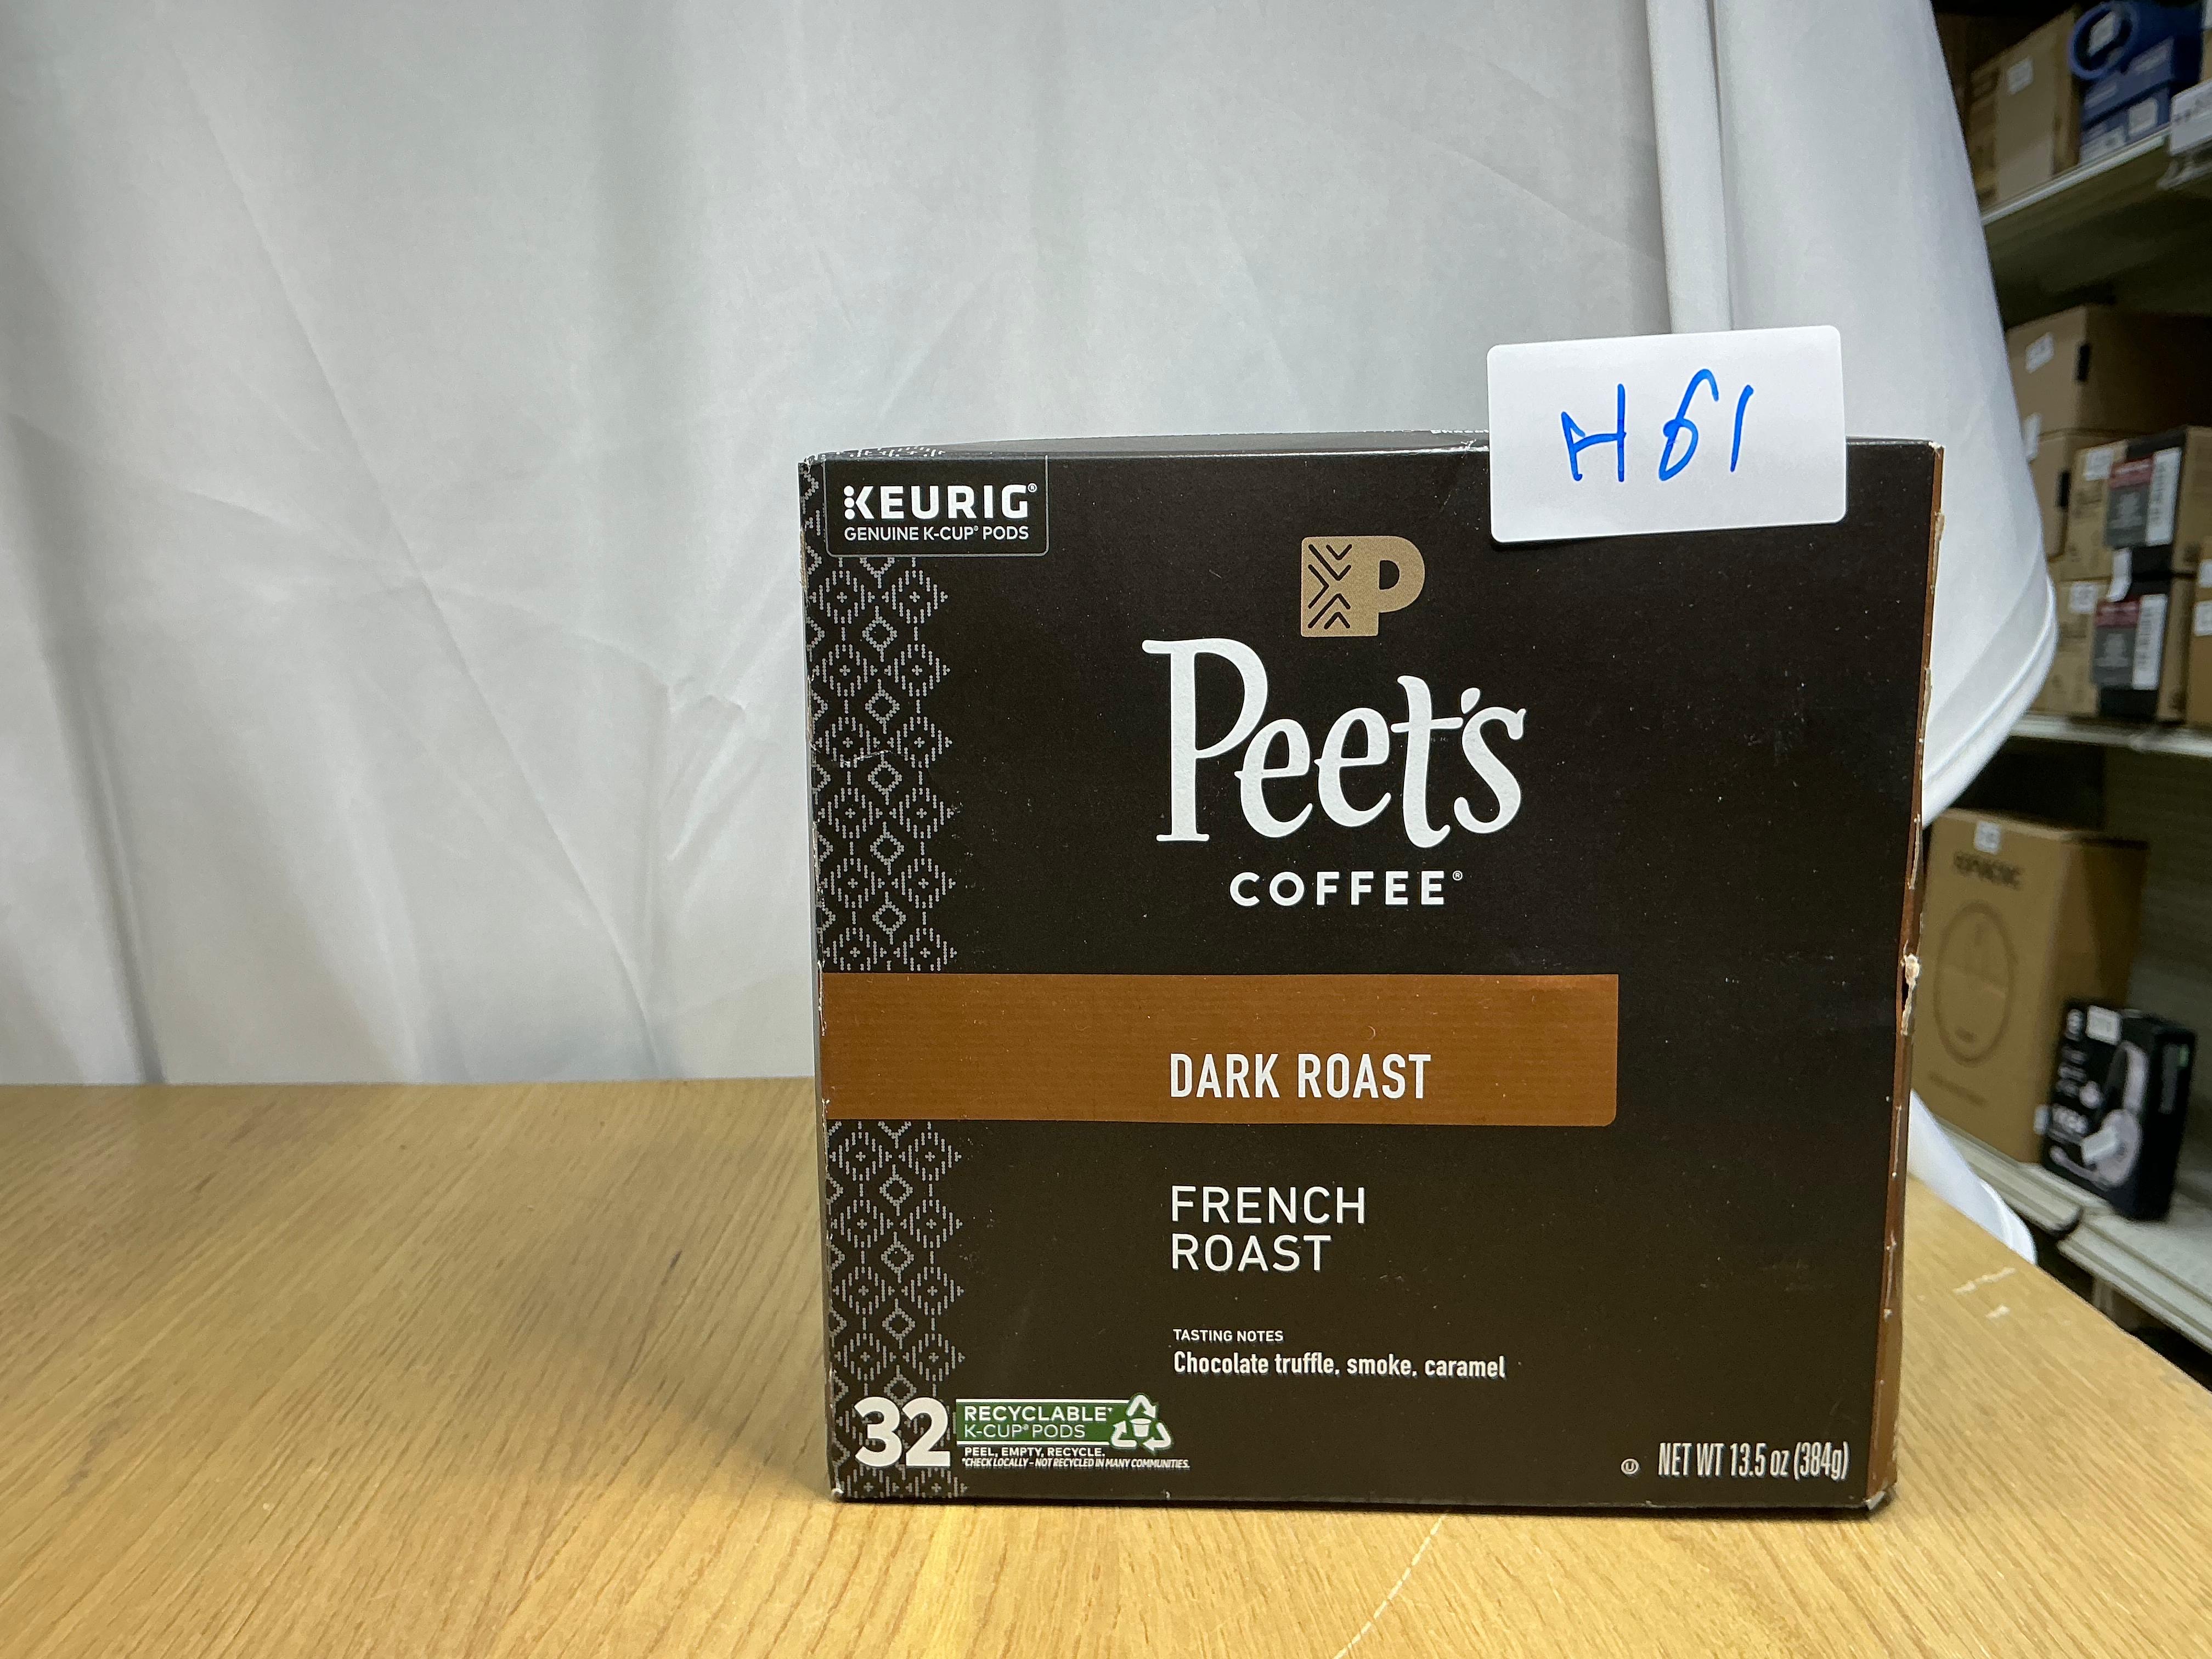 H61
KEURIG®
GENUINE K-CUP® PODS
P
Peet's
COFFEE®
DARK ROAST
FRENCH
ROAST
TASTING NOTES
Chocolate truffle, smoke, caramel
32
RECYCLABLE*
K-CUP® PODS
PEEL, EMPTY, RECYCLE.
*CHECK LOCALLY – NOT RECYCLED IN MANY COMMUNITIES.
U NET WT 13.5 oz (384g)